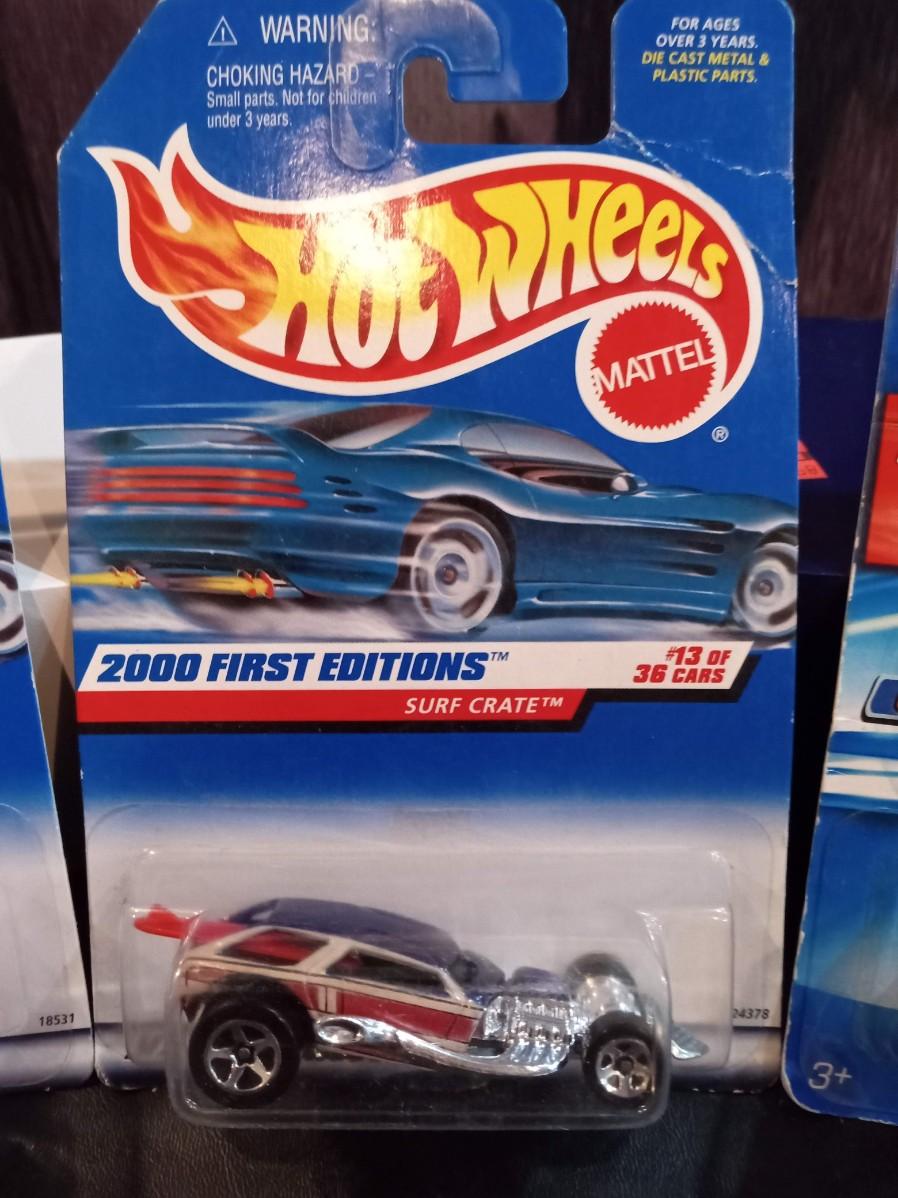 WARNING:
CHOKING HAZARD –
Small parts. Not for children
under 3 years.
FOR AGES
OVER 3 YEARS.
DIE CAST METAL &
PLASTIC PARTS.
HOT WHEELS
MATTEL
®
2000 FIRST EDITIONS™
#13 OF
36 CARS
SURF CRATE™
18531
24378
3+